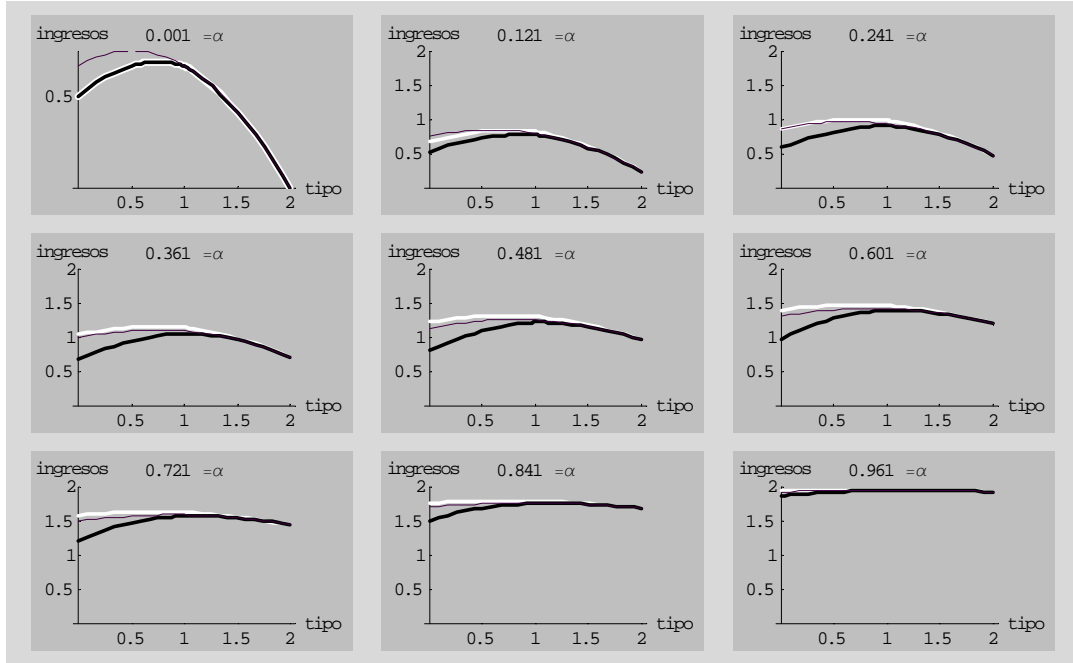 ingresos 0.001 =α
0.5
tipo
0.5 1 1.5 2
ingresos 0.121 =α
2
1.5
1
0.5
tipo
0.5 1 1.5 2
ingresos 0.241 =α
2
1.5
1
0.5
tipo
0.5 1 1.5 2
ingresos 0.361 =α
2
1.5
1
0.5
tipo
0.5 1 1.5 2
ingresos 0.481 =α
2
1.5
1
0.5
tipo
0.5 1 1.5 2
ingresos 0.601 =α
2
1.5
1
0.5
tipo
0.5 1 1.5 2
ingresos 0.721 =α
2
1.5
1
0.5
tipo
0.5 1 1.5 2
ingresos 0.841 =α
2
1.5
1
0.5
tipo
0.5 1 1.5 2
ingresos 0.961 =α
2
1.5
1
0.5
tipo
0.5 1 1.5 2